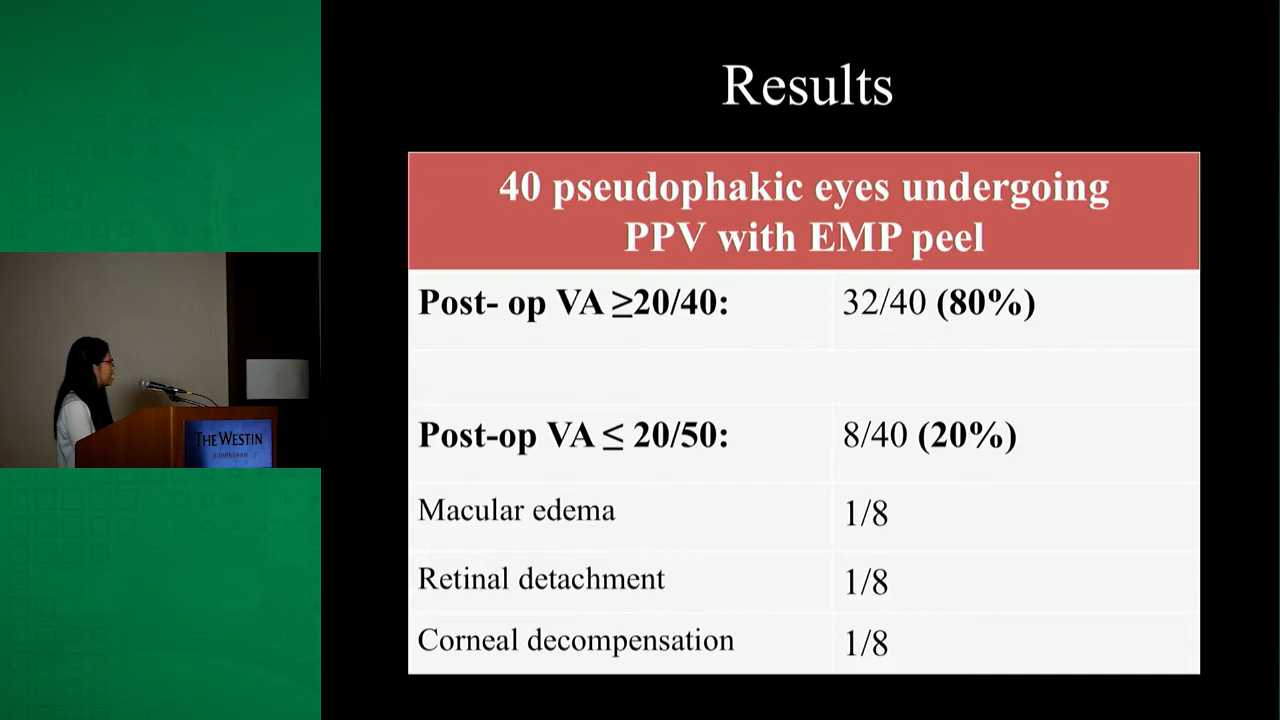 Results
40 pseudophakic eyes undergoing
PPV with EMP peel
Post- op VA ≥20/40: 32/40 (80%)
Post-op VA ≤ 20/50: 8/40 (20%)
Macular edema 1/8
Retinal detachment 1/8
Corneal decompensation 1/8
THE WESTIN
BIRMINGHAM